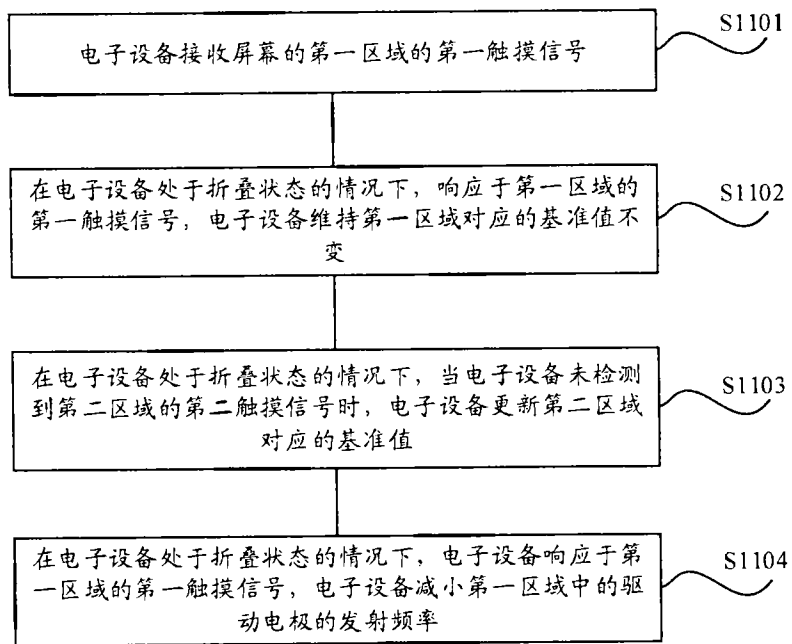 电子设备接收屏幕的第一区域的第一触摸信号
S1101
在电子设备处于折叠状态的情况下，响应于第一区域的
第一触摸信号，电子设备维持第一区域对应的基准值不
变
S1102
在电子设备处于折叠状态的情况下，当电子设备未检测
到第二区域的第二触摸信号时，电子设备更新第二区域
对应的基准值
S1103
在电子设备处于折叠状态的情况下，电子设备响应于第
一区域的第一触摸信号，电子设备减小第一区域中的驱
动电极的发射频率
S1104